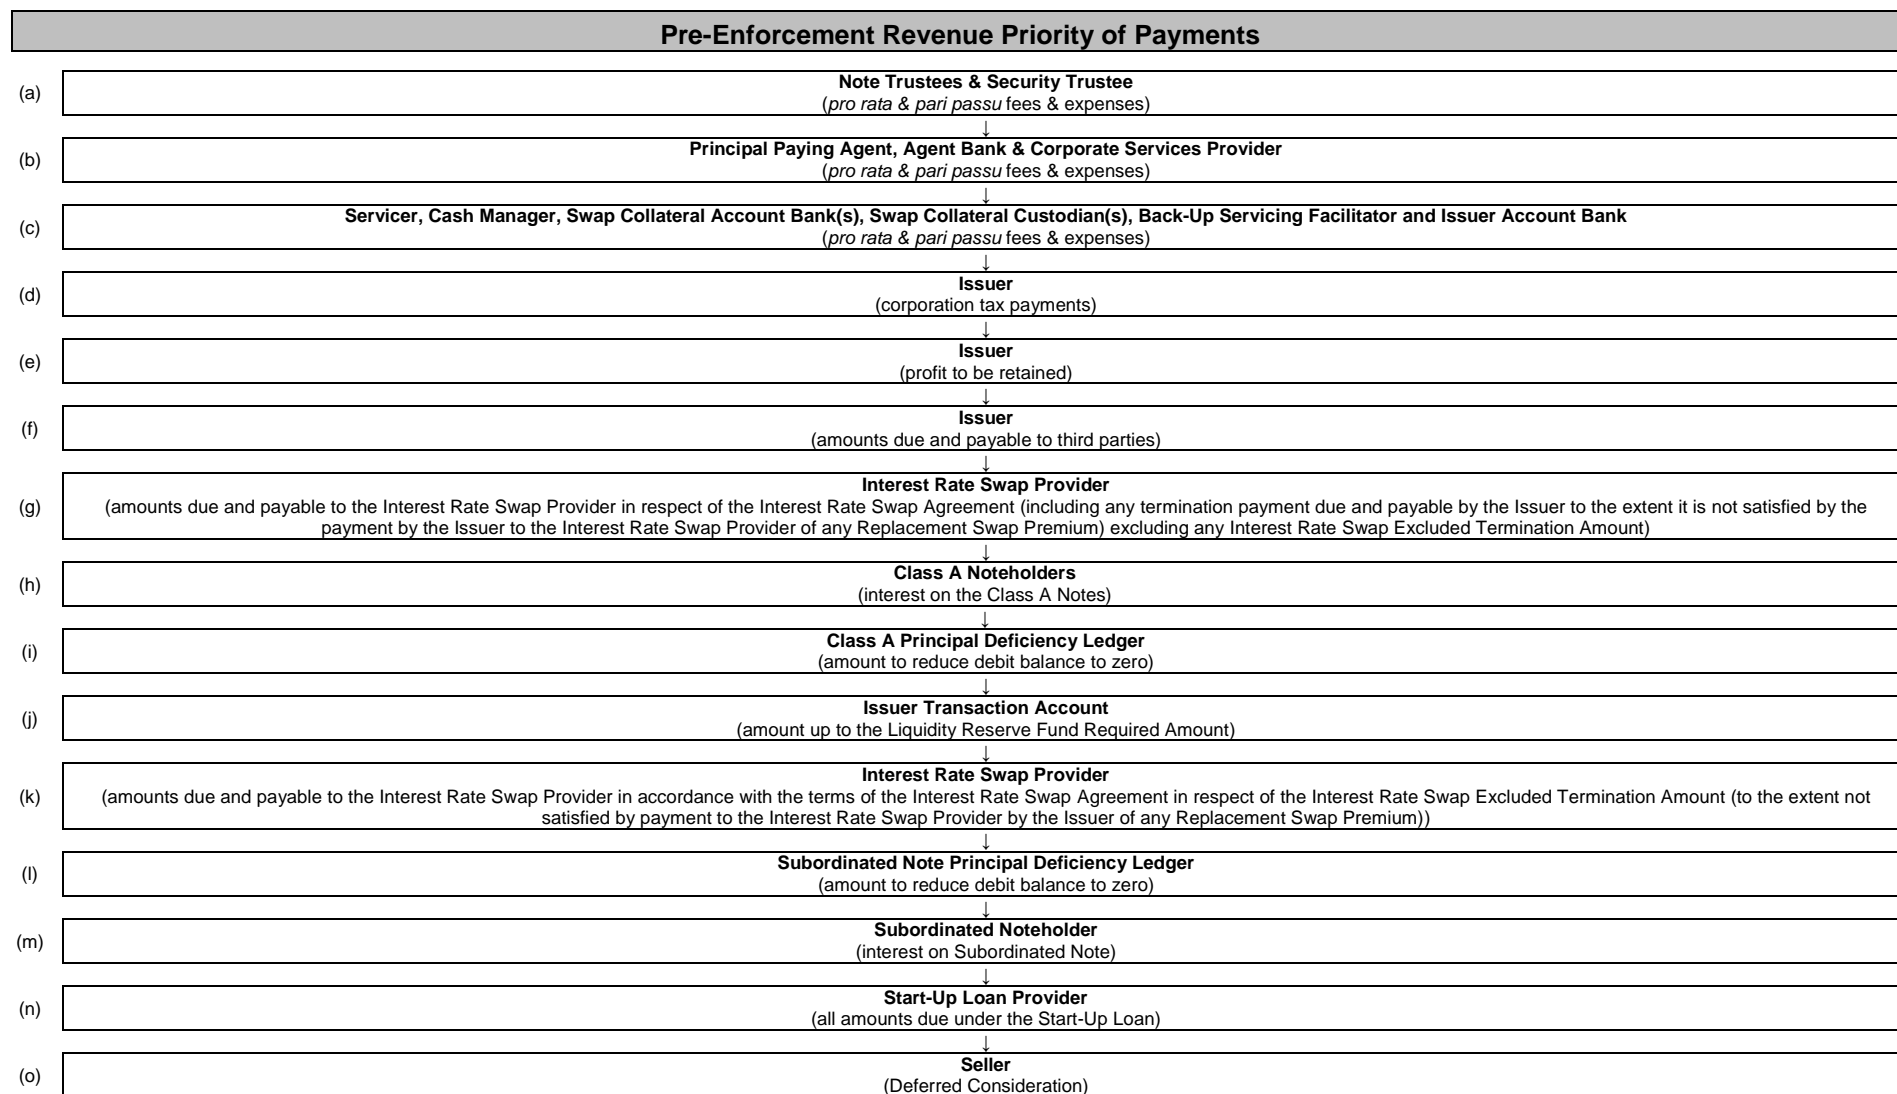 Pre-Enforcement Revenue Priority of Payments
(a)
Note Trustees & Security Trustee
(pro rata & pari passu fees & expenses)
↓
(b)
Principal Paying Agent, Agent Bank & Corporate Services Provider
(pro rata & pari passu fees & expenses)
↓
(c)
Servicer, Cash Manager, Swap Collateral Account Bank(s), Swap Collateral Custodian(s), Back-Up Servicing Facilitator and Issuer Account Bank
(pro rata & pari passu fees & expenses)
↓
(d)
Issuer
(corporation tax payments)
↓
(e)
Issuer
(profit to be retained)
↓
(f)
Issuer
(amounts due and payable to third parties)
↓
(g)
Interest Rate Swap Provider
(amounts due and payable to the Interest Rate Swap Provider in respect of the Interest Rate Swap Agreement (including any termination payment due and payable by the Issuer to the extent it is not satisfied by the
payment by the Issuer to the Interest Rate Swap Provider of any Replacement Swap Premium) excluding any Interest Rate Swap Excluded Termination Amount)
↓
(h)
Class A Noteholders
(interest on the Class A Notes)
↓
(i)
Class A Principal Deficiency Ledger
(amount to reduce debit balance to zero)
↓
(j)
Issuer Transaction Account
(amount up to the Liquidity Reserve Fund Required Amount)
↓
(k)
Interest Rate Swap Provider
(amounts due and payable to the Interest Rate Swap Provider in accordance with the terms of the Interest Rate Swap Agreement in respect of the Interest Rate Swap Excluded Termination Amount (to the extent not
satisfied by payment to the Interest Rate Swap Provider by the Issuer of any Replacement Swap Premium))
↓
(l)
Subordinated Note Principal Deficiency Ledger
(amount to reduce debit balance to zero)
↓
(m)
Subordinated Noteholder
(interest on Subordinated Note)
↓
(n)
Start-Up Loan Provider
(all amounts due under the Start-Up Loan)
↓
(o)
Seller
(Deferred Consideration)